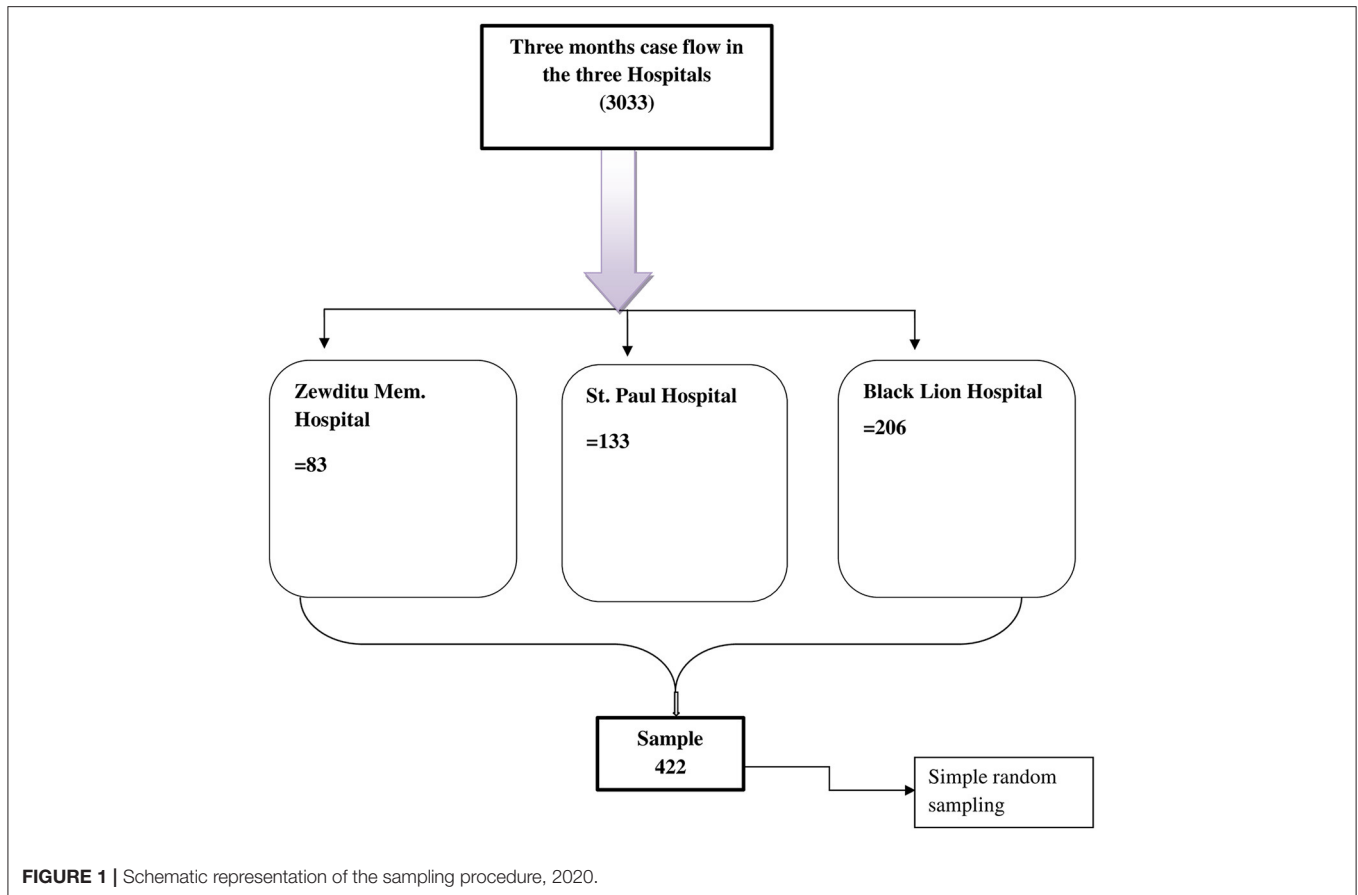 Three months case flow in
the three Hospitals
(3033)
Zewditu Mem.
Hospital
=83
St. Paul Hospital
=133
Black Lion Hospital
=206
Sample
422
Simple random
sampling
FIGURE 1 | Schematic representation of the sampling procedure, 2020.